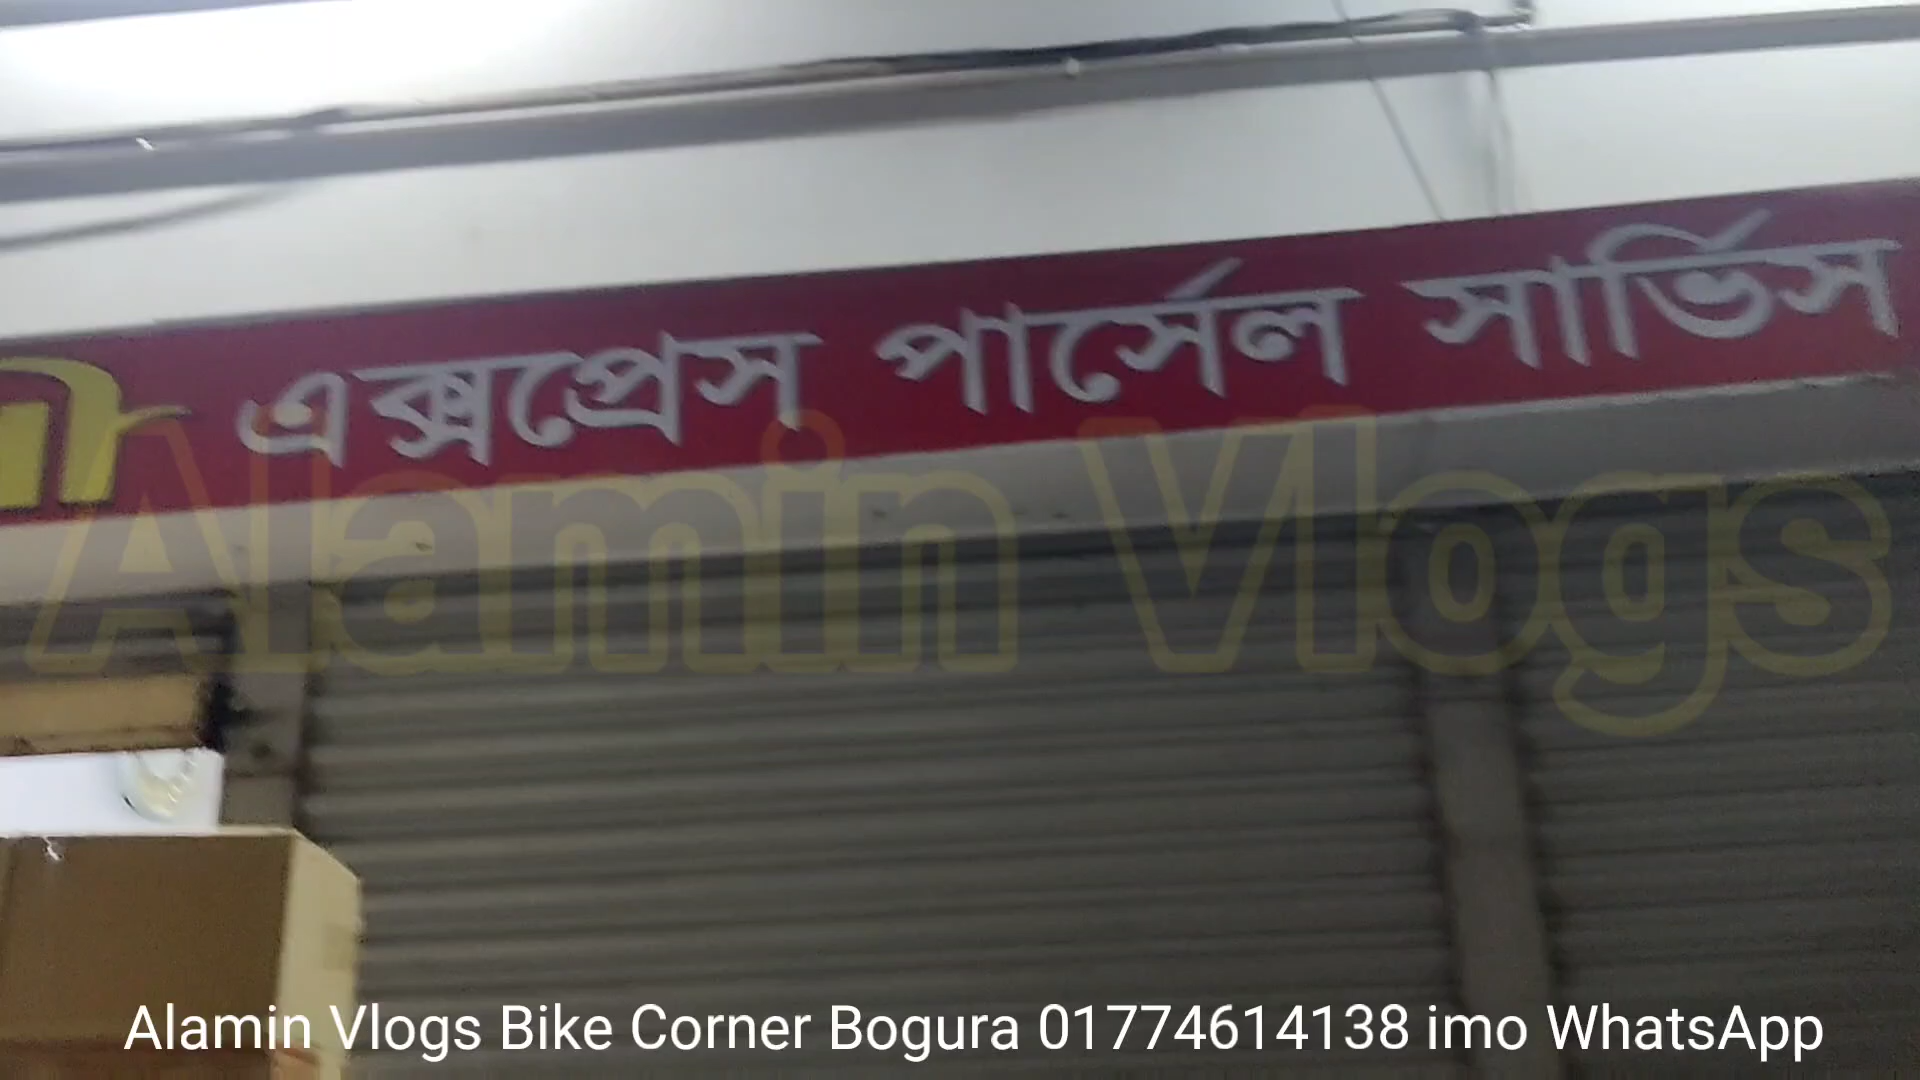 এক্সপ্রেস পার্সেল সার্ভিস
Alamin Vlogs
Alamin Vlogs Bike Corner Bogura 01774614138 imo WhatsApp